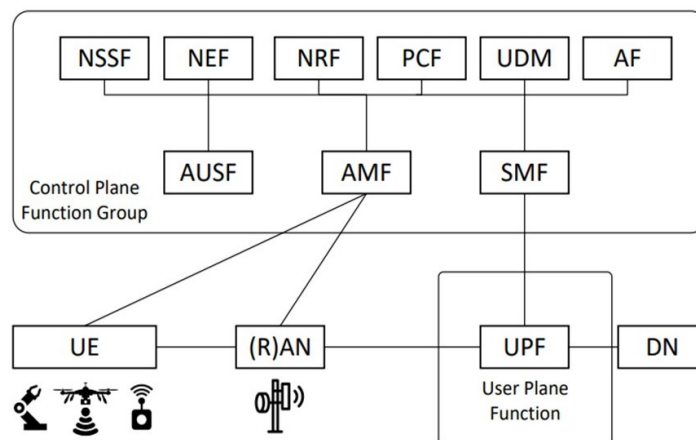 NSSF
NEF
NRF
PCF
UDM
AF
AUSF
AMF
SMF
Control Plane
Function Group
UE
(R)AN
UPF
DN
User Plane
Function